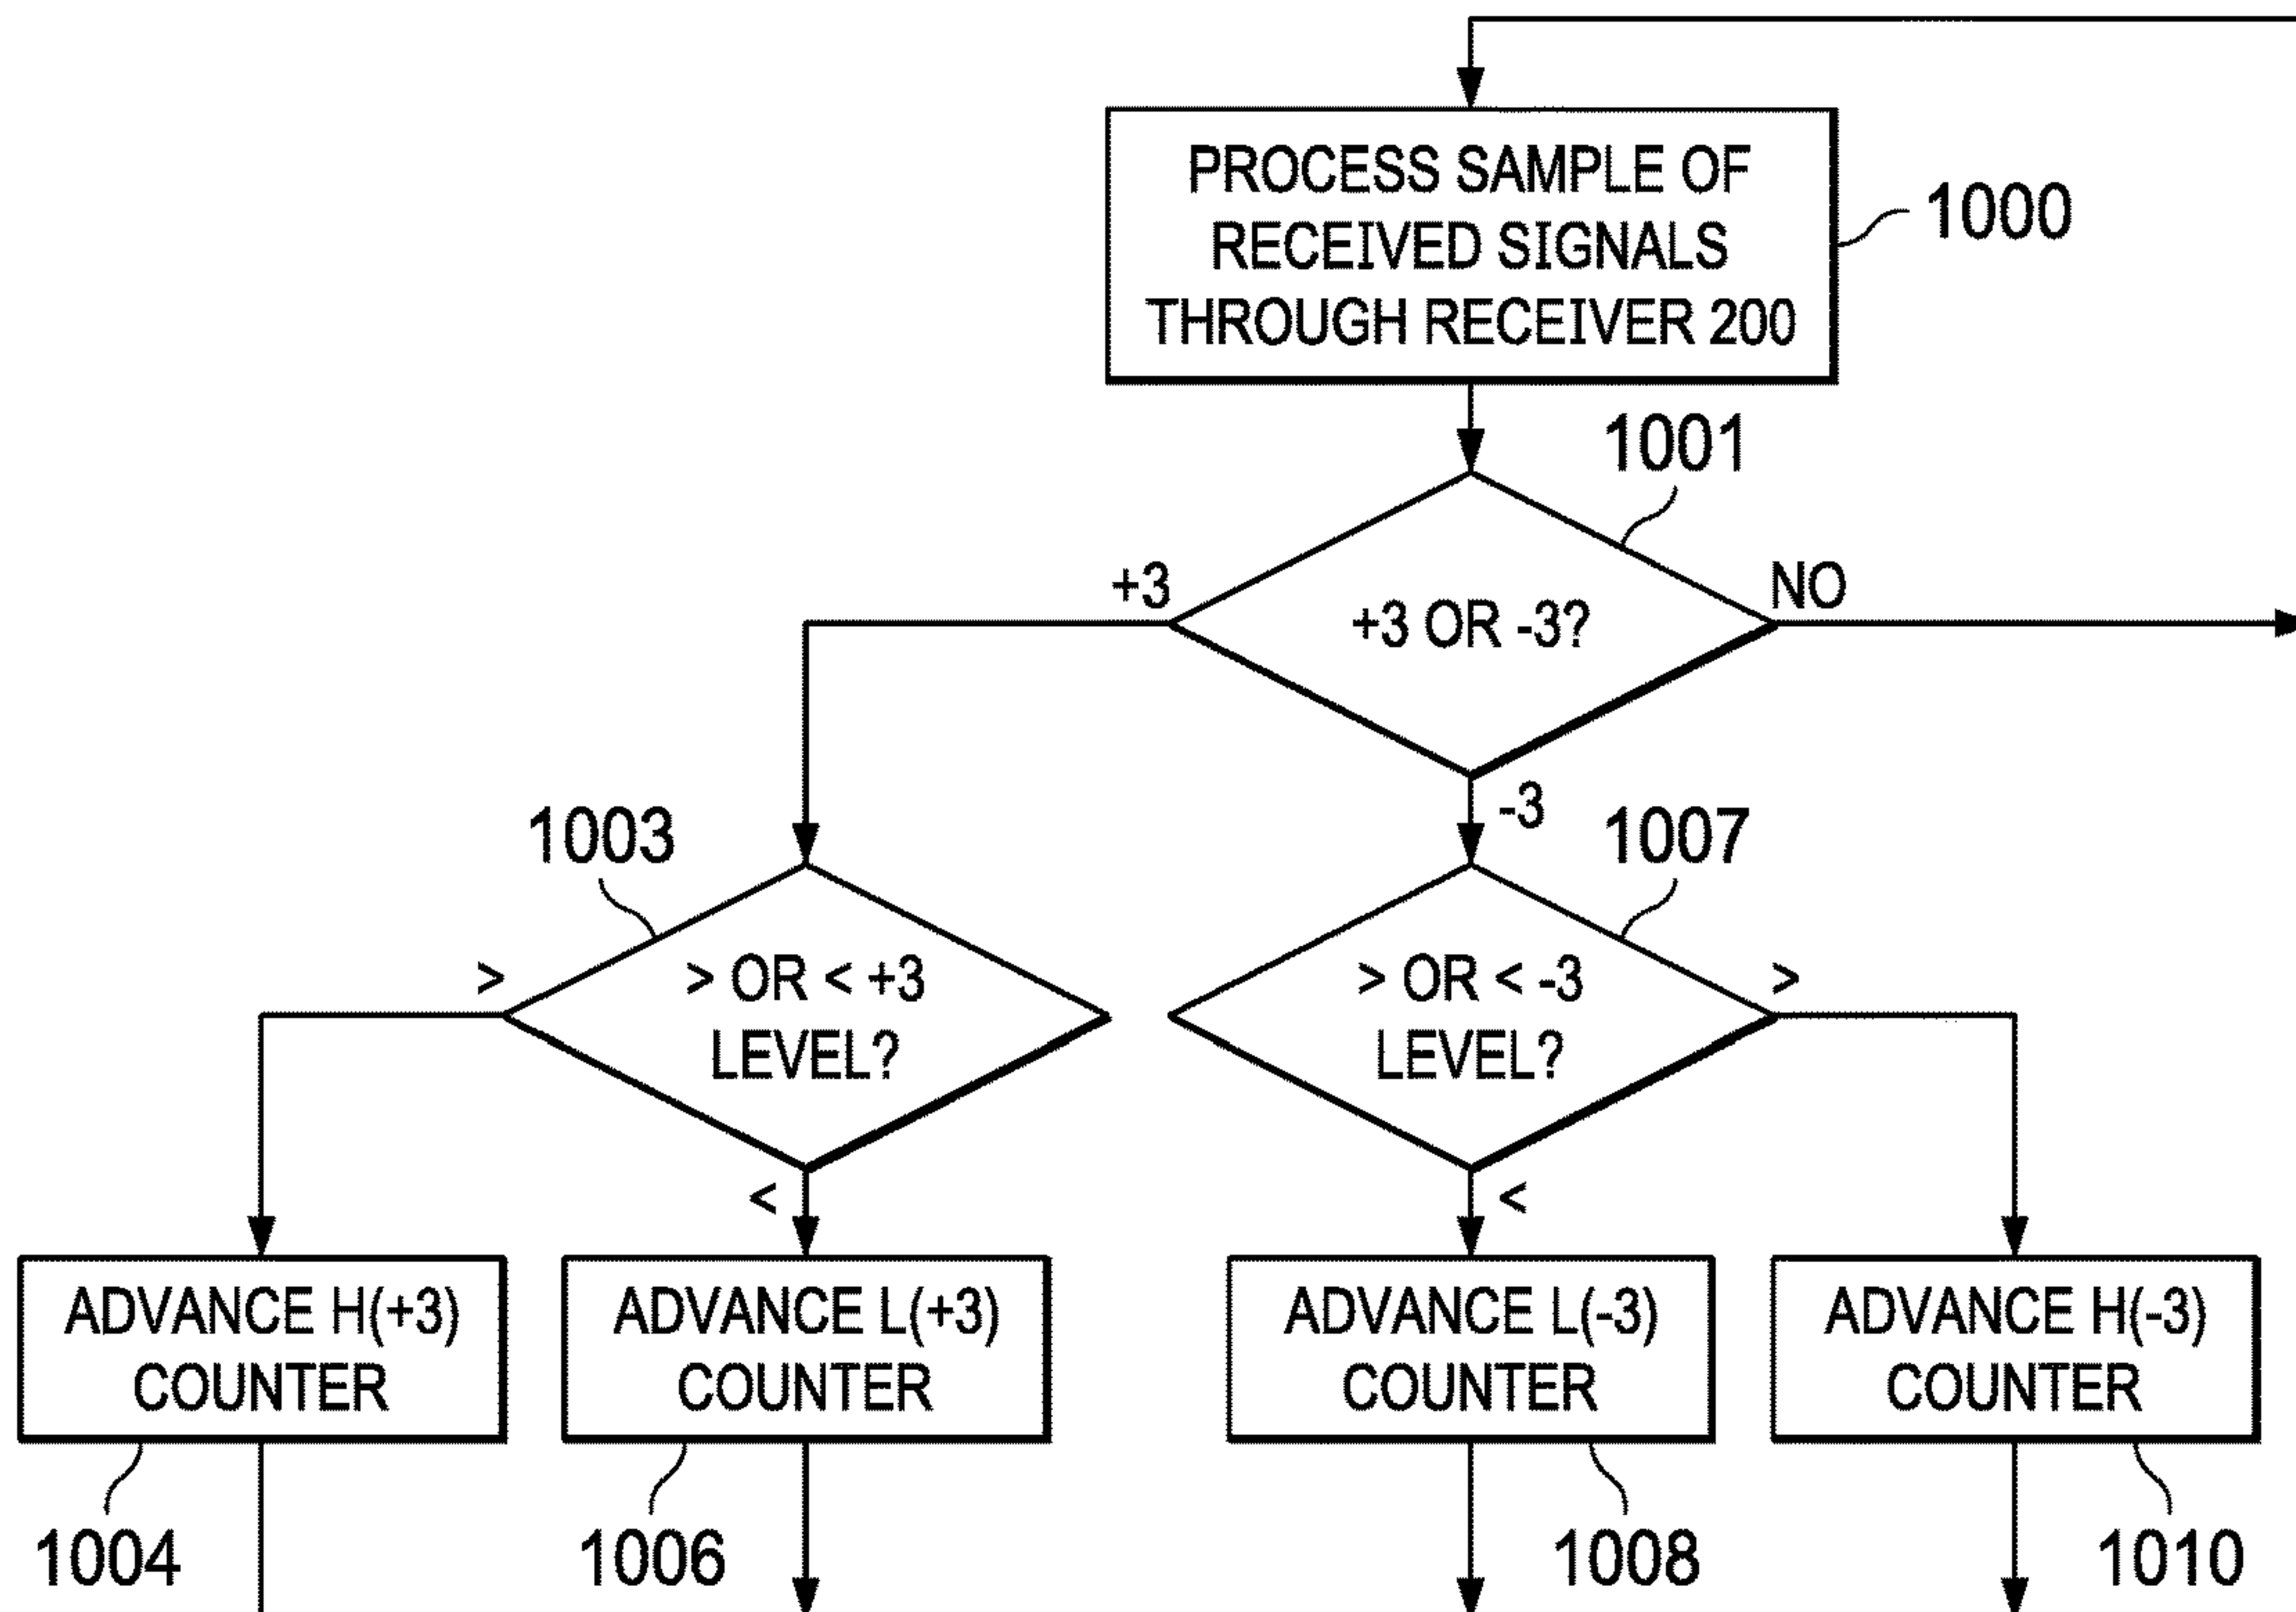 PROCESS SAMPLE OF
RECEIVED SIGNALS
THROUGH RECEIVER 200
1000
1001
+3
+3 OR -3?
NO
-3
1003
1007
>
> OR < +3
LEVEL?
<
> OR < -3
LEVEL?
>
<
ADVANCE H(+3)
COUNTER
ADVANCE L(+3)
COUNTER
ADVANCE L(-3)
COUNTER
ADVANCE H(-3)
COUNTER
1004
1006
1008
1010